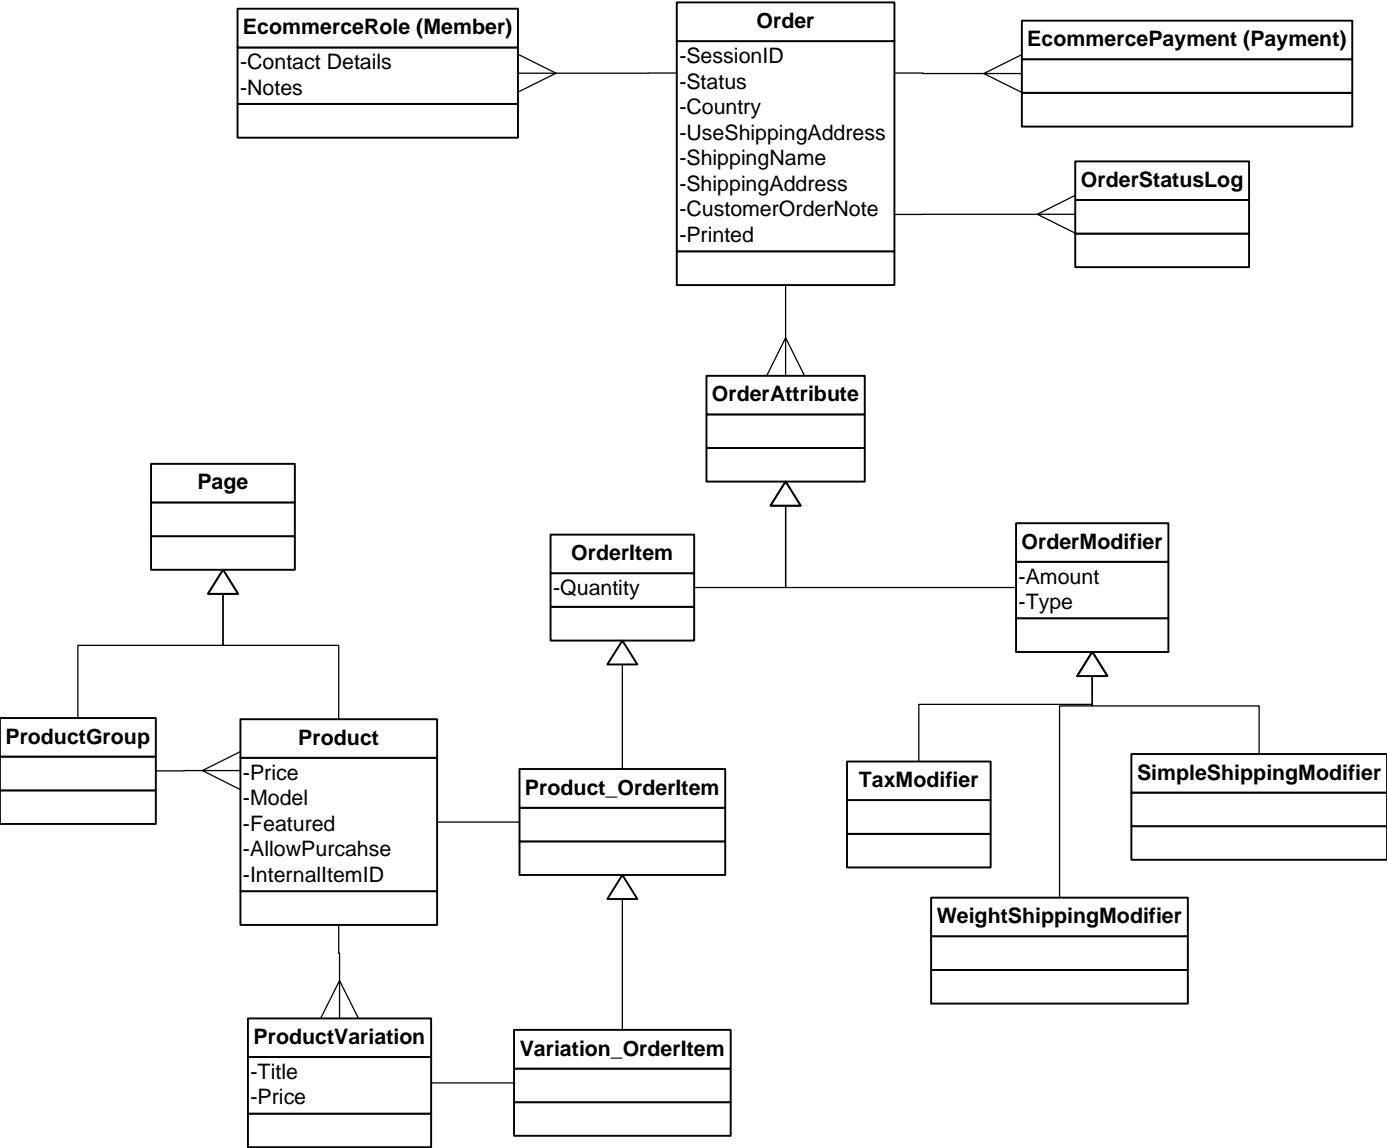 EcommerceRole (Member)
-Contact Details
-Notes
Order
-SessionID
-Status
-Country
-UseShippingAddress
-ShippingName
-ShippingAddress
-CustomerOrderNote
-Printed
EcommercePayment (Payment)
OrderStatusLog
OrderAttribute
Page
OrderItem
-Quantity
OrderModifier
-Amount
-Type
ProductGroup
Product
-Price
-Model
-Featured
-AllowPurcahse
-InternalItemID
Product_OrderItem
TaxModifier
SimpleShippingModifier
WeightShippingModifier
ProductVariation
-Title
-Price
Variation_OrderItem